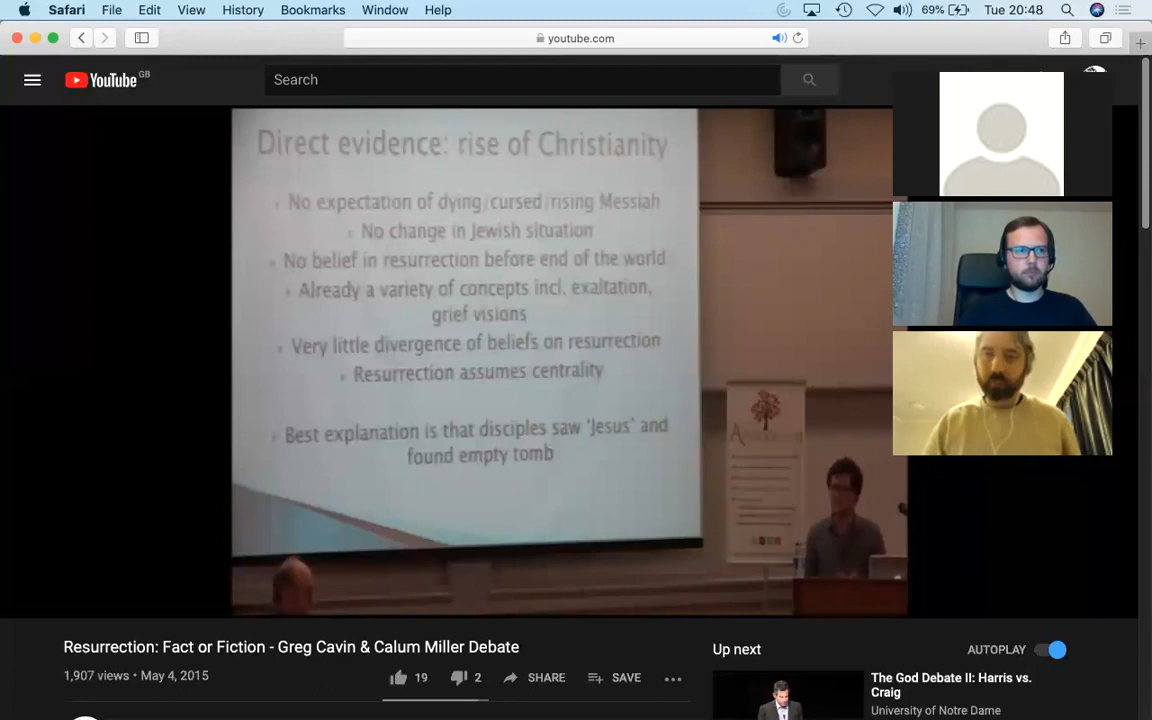 Safari File Edit View History Bookmarks Window Help 69% Tue 20:48
youtube.com
YouTube GB
Search
Direct evidence: rise of Christianity
No expectation of dying/cursed/rising Messiah
No change in Jewish situation
No belief in resurrection before end of the world
Already a variety of concepts incl. exaltation,
grief visions
Very little divergence of beliefs on resurrection
Resurrection assumes centrality
Best explanation is that disciples saw 'Jesus' and
found empty tomb
Resurrection: Fact or Fiction - Greg Cavin & Calum Miller Debate
1,907 views • May 4, 2015
19 2 SHARE SAVE
Up next
AUTOPLAY
The God Debate II: Harris vs.
Craig
University of Notre Dame